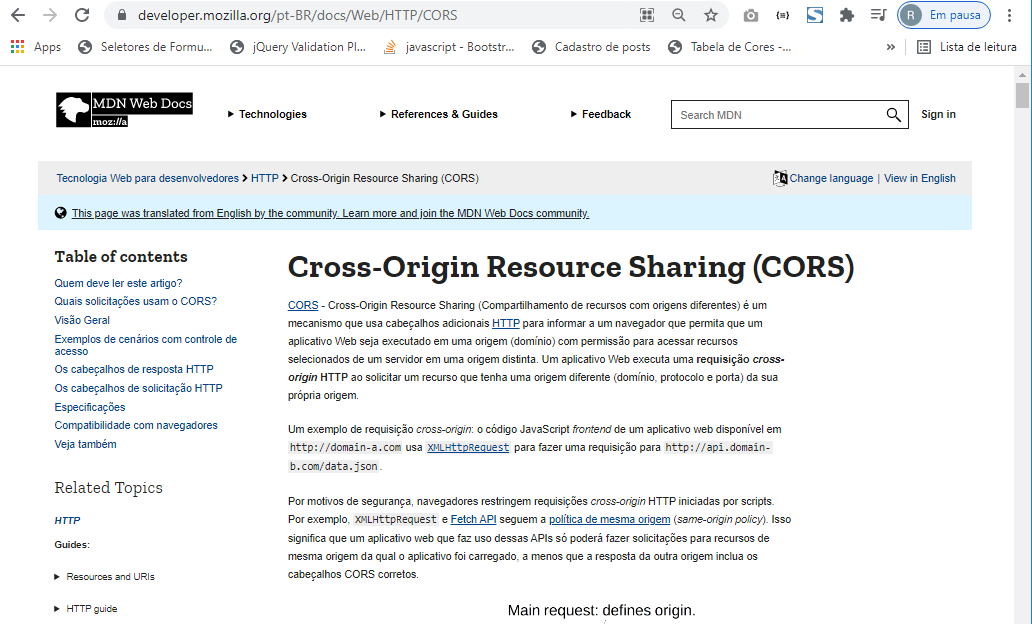 developer.mozilla.org/pt-BR/docs/Web/HTTP/CORS
R Em pausa
Apps Seletores de Formu... jQuery Validation Pl... javascript - Bootstr... Cadastro de posts Tabela de Cores -... » Lista de leitura
MDN Web Docs
moz://a
Technologies References & Guides Feedback Search MDN Sign in
Tecnologia Web para desenvolvedores HTTP Cross-Origin Resource Sharing (CORS) Change language | View in English
This page was translated from English by the community. Learn more and join the MDN Web Docs community.
Table of contents
Quem deve ler este artigo?
Quais solicitações usam o CORS?
Visão Geral
Exemplos de cenários com controle de
acesso
Os cabeçalhos de resposta HTTP
Os cabeçalhos de solicitação HTTP
Especificações
Compatibilidade com navegadores
Veja também
Related Topics
HTTP
Guides:
Resources and URIs
HTTP guide
Cross-Origin Resource Sharing (CORS)
CORS - Cross-Origin Resource Sharing (Compartilhamento de recursos com origens diferentes) é um
mecanismo que usa cabeçalhos adicionais HTTP para informar a um navegador que permita que um
aplicativo Web seja executado em uma origem (domínio) com permissão para acessar recursos
selecionados de um servidor em uma origem distinta. Um aplicativo Web executa uma requisição cross-
origin HTTP ao solicitar um recurso que tenha uma origem diferente (domínio, protocolo e porta) da sua
própria origem.
Um exemplo de requisição cross-origin: o código JavaScript frontend de um aplicativo web disponível em
http://domain-a.com usa XMLHttpRequest para fazer uma requisição para http://api.domain-
b.com/data.json.
Por motivos de segurança, navegadores restringem requisições cross-origin HTTP iniciadas por scripts.
Por exemplo, XMLHttpRequest e Fetch API seguem a política de mesma origem (same-origin policy). Isso
significa que um aplicativo web que faz uso dessas APIs só poderá fazer solicitações para recursos de
mesma origem da qual o aplicativo foi carregado, a menos que a resposta da outra origem inclua os
cabeçalhos CORS corretos.
Main request: defines origin.